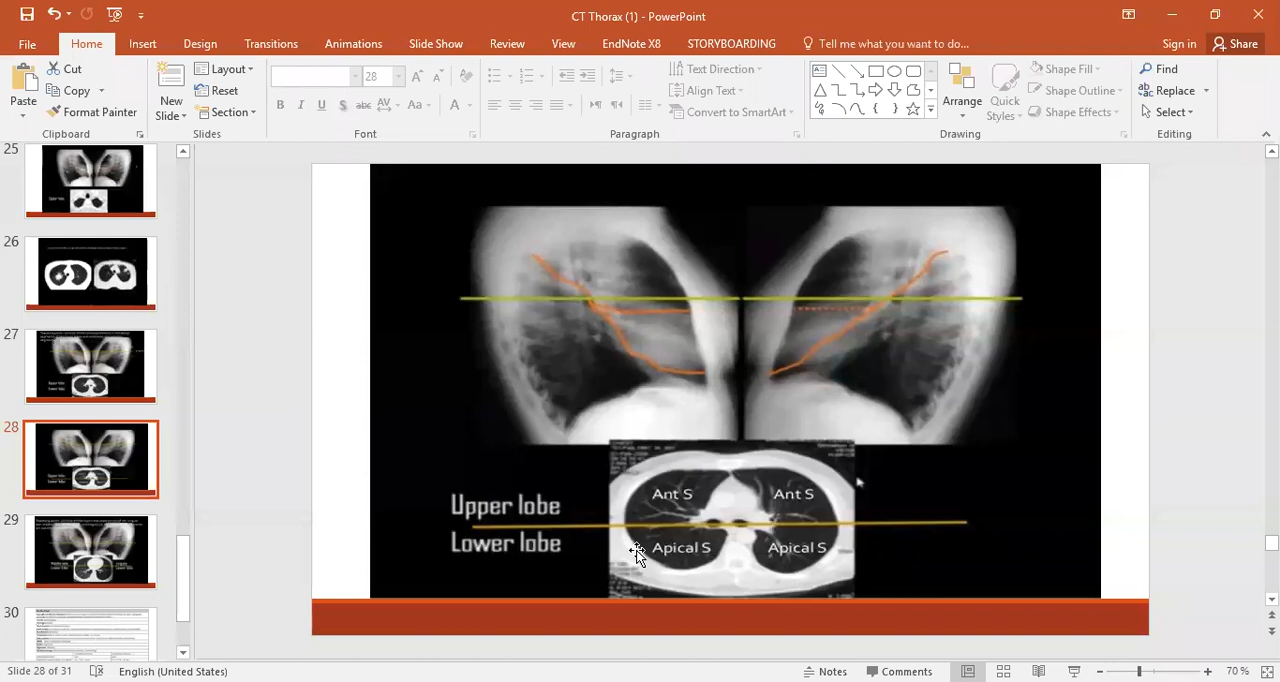 CT Thorax (1) - PowerPoint
File Home Insert Design Transitions Animations Slide Show Review View EndNote X8 STORYBOARDING Tell me what you want to do... Sign in Share
Paste
Cut
Copy
Format Painter
Clipboard
New Slide
Layout
Reset
Section
Slides
28
Font
Paragraph
Text Direction
Align Text
Convert to SmartArt
Arrange
Quick Styles
Shape Fill
Shape Outline
Shape Effects
Drawing
Find
Replace
Select
Editing
25
26
27
28
29
30
Ant S Ant S
Upper lobe
Lower lobe
Apical S Apical S
Slide 28 of 31 English (United States) Notes Comments 70 %